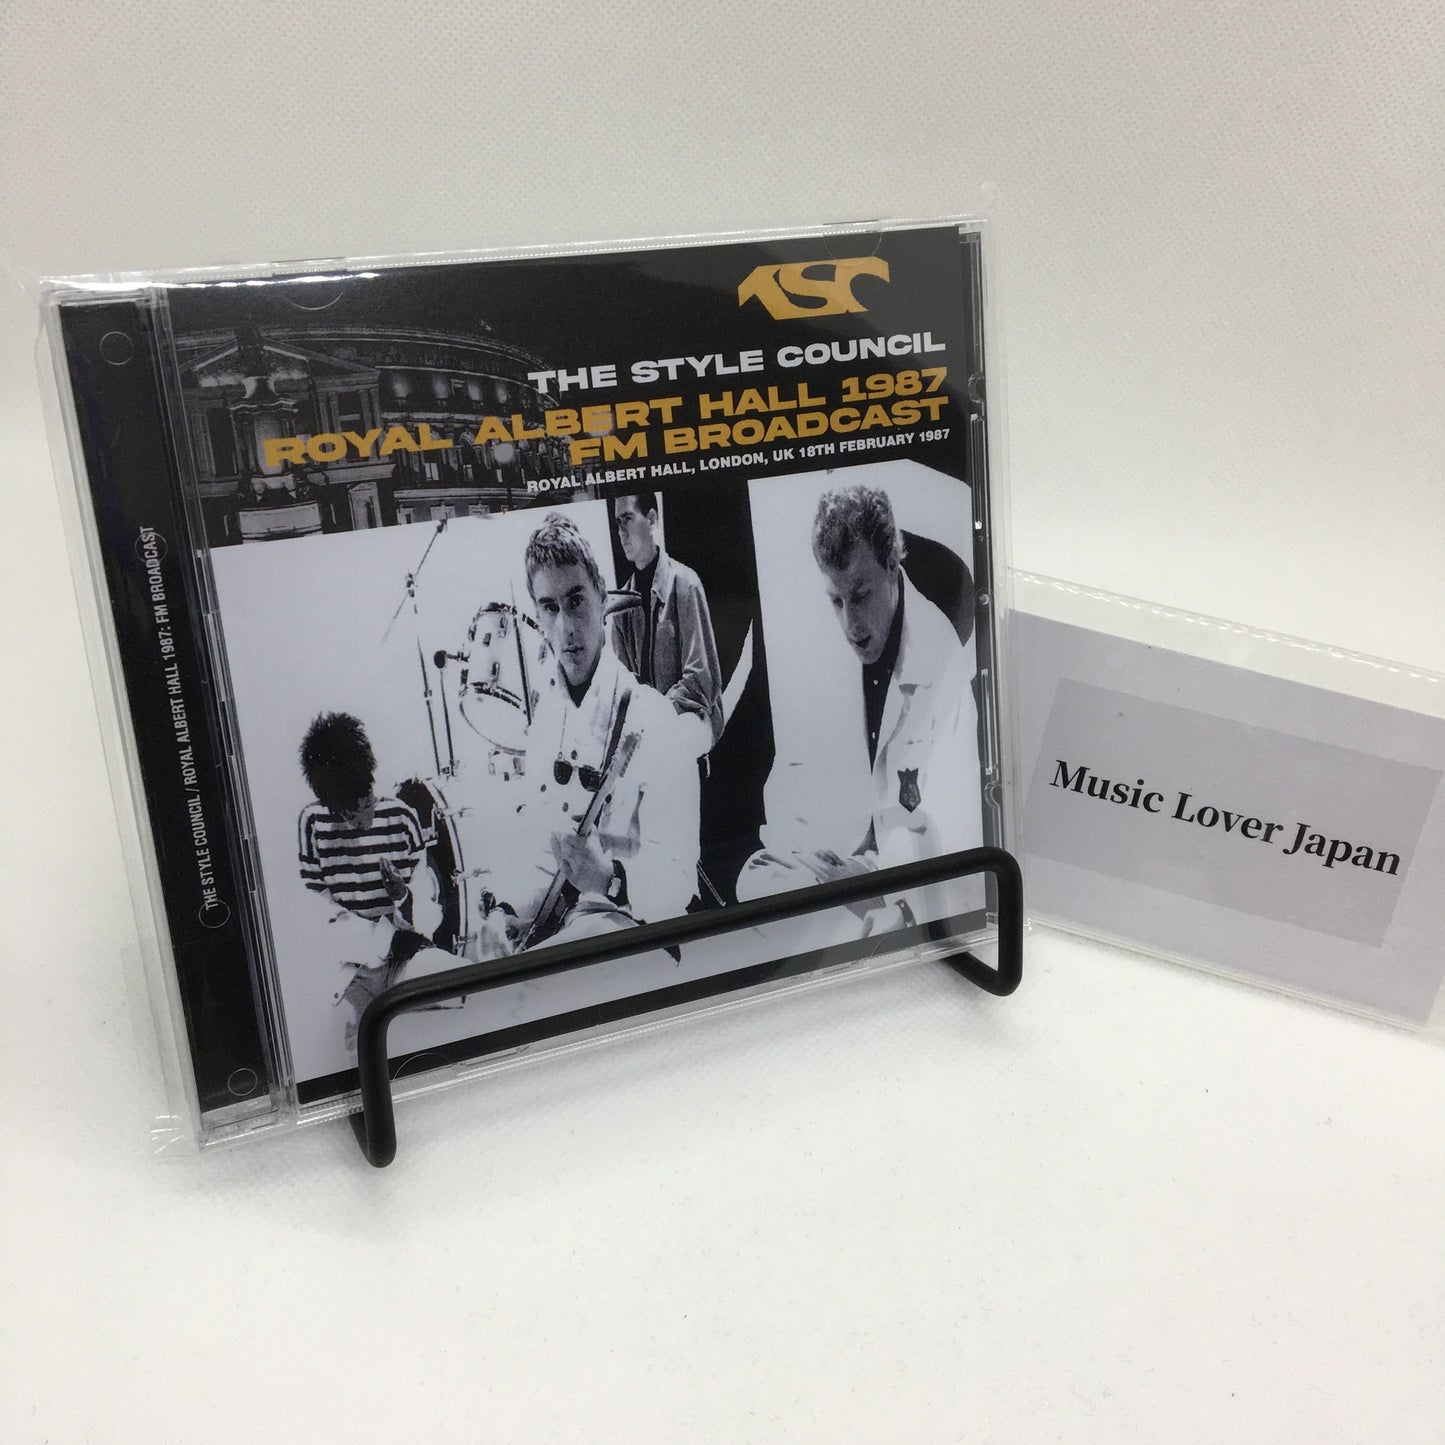 TSC
THE STYLE COUNCIL
ROYAL ALBERT HALL 1987
FM BROADCAST
ROYAL ALBERT HALL, LONDON, UK 18TH FEBRUARY 1987
THE STYLE COUNCIL / ROYAL ALBERT HALL 1987: FM BROADCAST
Music Lover Japan